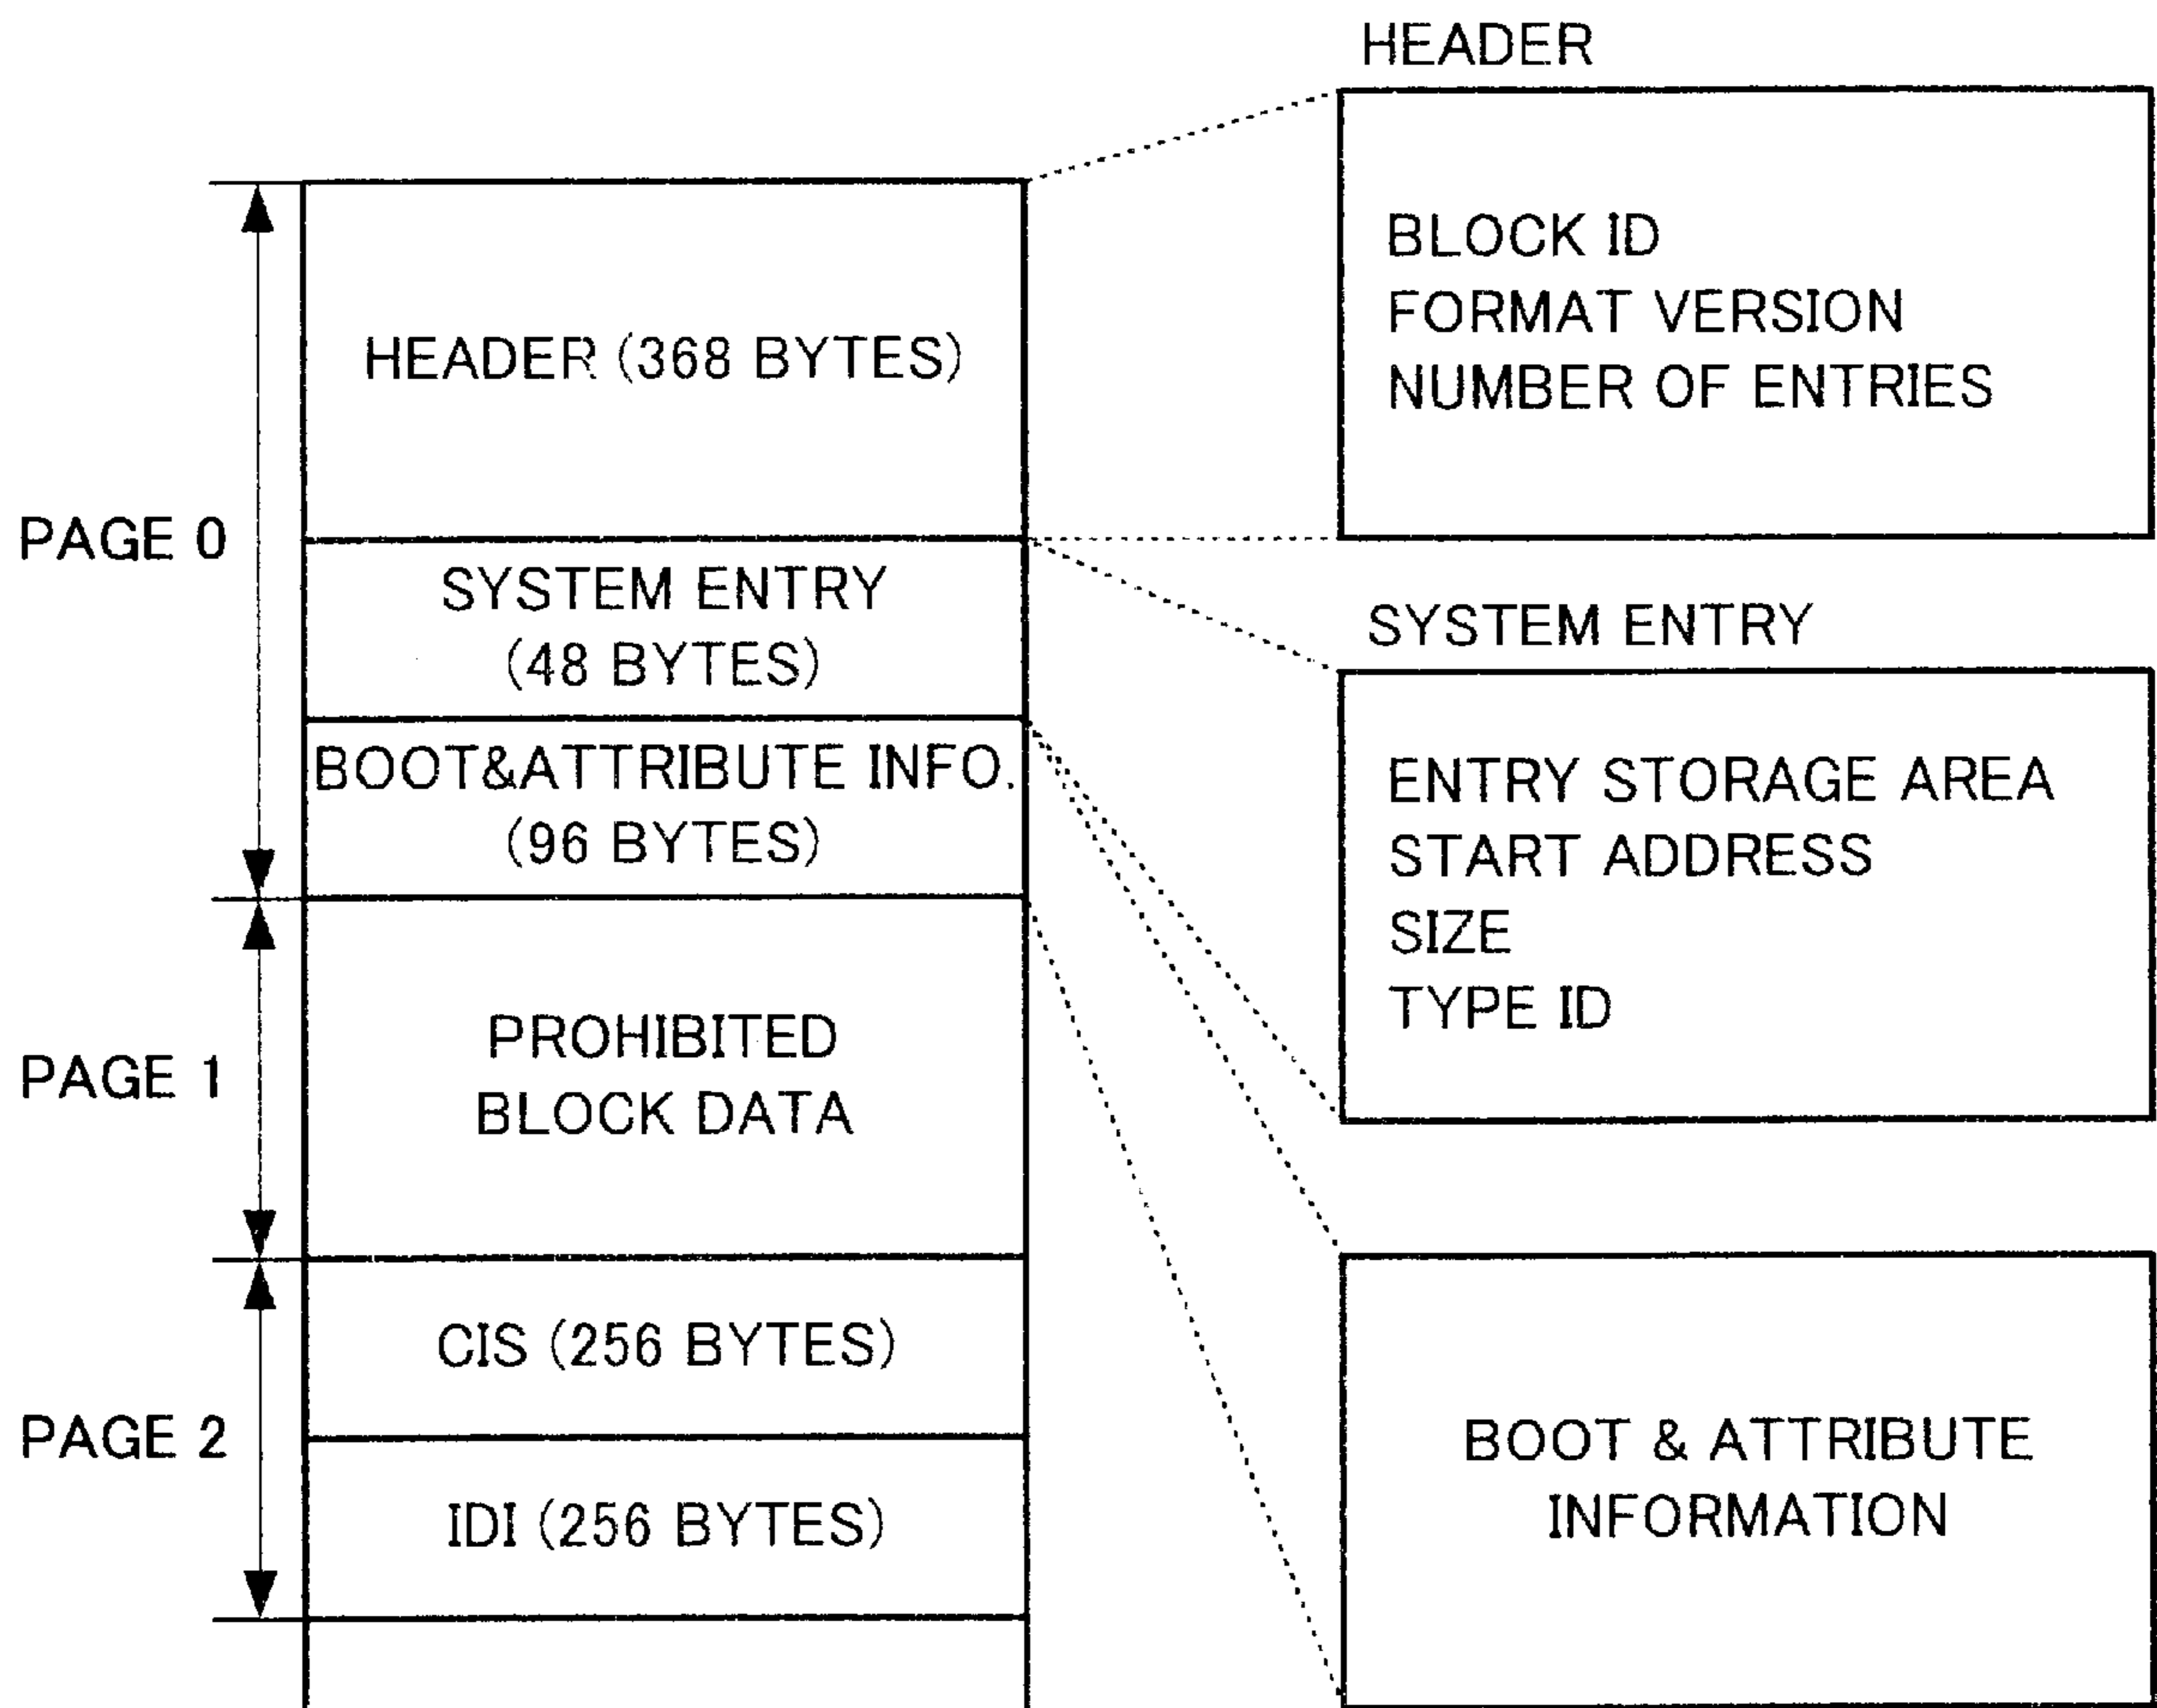 HEADER
BLOCK ID
FORMAT VERSION
NUMBER OF ENTRIES
HEADER (368 BYTES)
PAGE 0
SYSTEM ENTRY
(48 BYTES)
BOOT&ATTRIBUTE INFO.
(96 BYTES)
SYSTEM ENTRY
ENTRY STORAGE AREA
START ADDRESS
SIZE
TYPE ID
PAGE 1
PROHIBITED
BLOCK DATA
PAGE 2
CIS (256 BYTES)
IDI (256 BYTES)
BOOT & ATTRIBUTE
INFORMATION